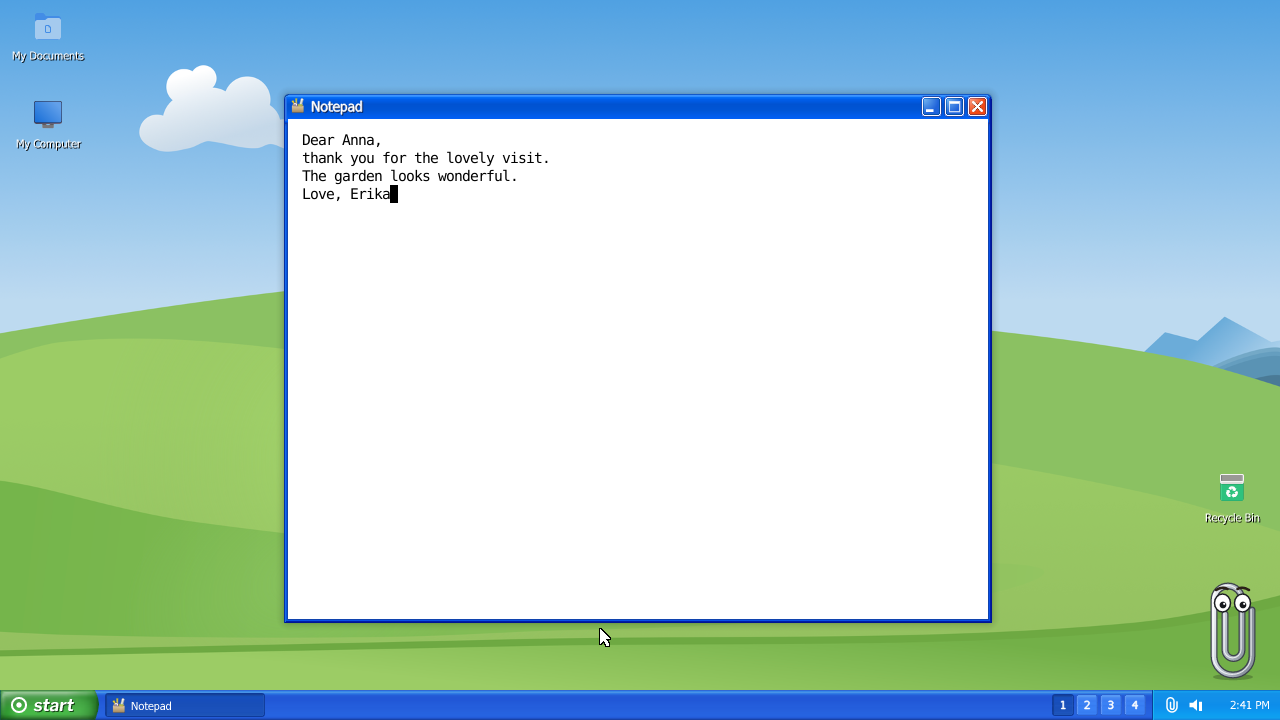 My Documents
My Computer
Notepad
Dear Anna,
thank you for the lovely visit.
The garden looks wonderful.
Love, Erika
Recycle Bin
start
Notepad
1 2 3 4
2:41 PM